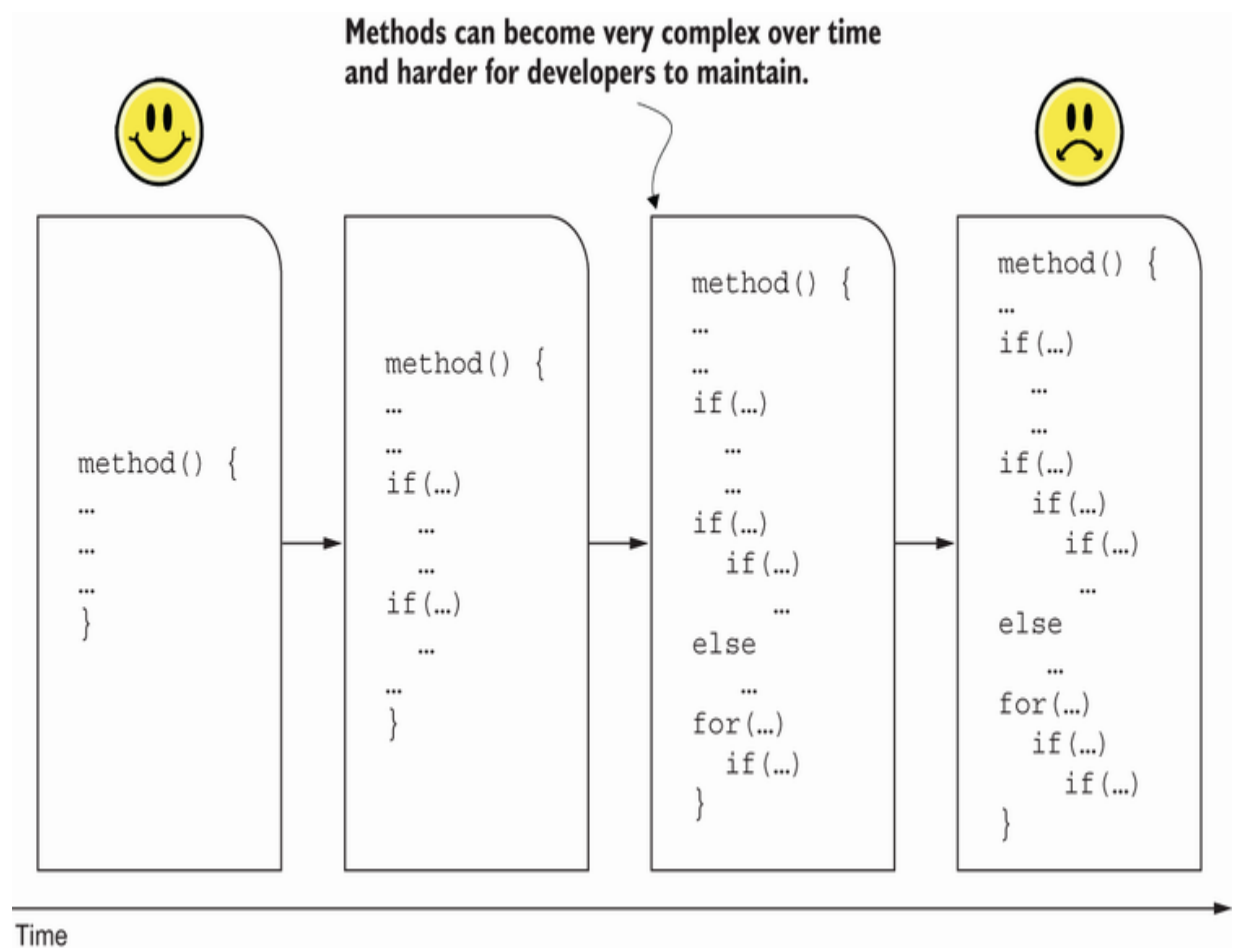 Methods can become very complex over time
and harder for developers to maintain.
method() {
…
…
…
}
method() {
…
…
if(…)
…
…
if(…)
…
…
}
method() {
…
…
if(…)
…
…
if(…)
if(…)
…
else
…
for(…)
if(…)
}
method() {
…
if(…)
…
…
if(…)
if(…)
if(…)
…
else
…
for(…)
if(…)
if(…)
}
Time